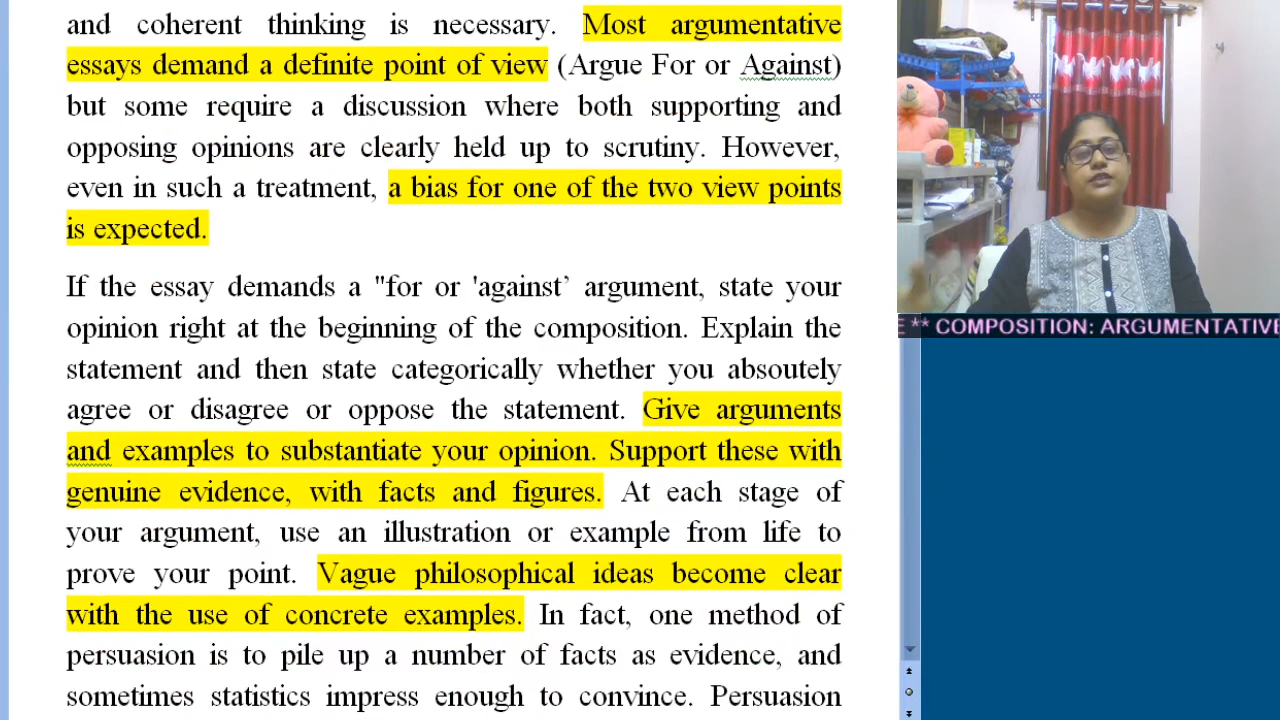 and coherent thinking is necessary. Most argumentative
essays demand a definite point of view (Argue For or Against)
but some require a discussion where both supporting and
opposing opinions are clearly held up to scrutiny. However,
even in such a treatment, a bias for one of the two view points
is expected.
If the essay demands a "for or 'against’ argument, state your
opinion right at the beginning of the composition. Explain the
statement and then state categorically whether you absoutely
agree or disagree or oppose the statement. Give arguments
and examples to substantiate your opinion. Support these with
genuine evidence, with facts and figures. At each stage of
your argument, use an illustration or example from life to
prove your point. Vague philosophical ideas become clear
with the use of concrete examples. In fact, one method of
persuasion is to pile up a number of facts as evidence, and
sometimes statistics impress enough to convince. Persuasion
E ** COMPOSITION: ARGUMENTATIVE